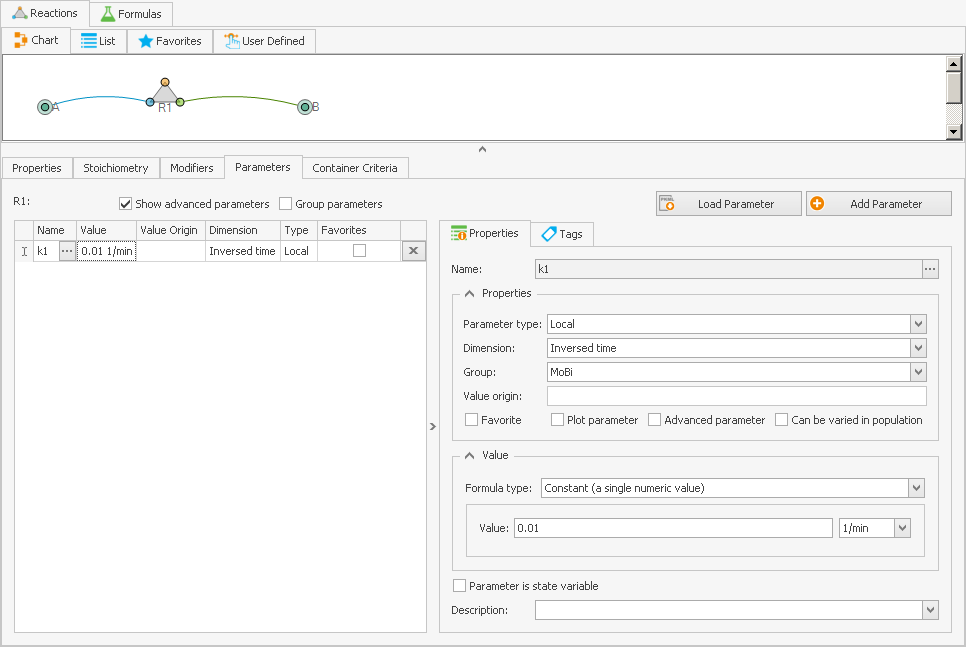 Reactions Formulas
Chart List Favorites User Defined
A R1 B
Properties Stoichiometry Modifiers Parameters Container Criteria
R1: Show advanced parameters Group parameters Load Parameter Add Parameter
Name Value Value Origin Dimension Type Favorites
k1 ... 0.01 1/min Inversed time Local
Properties Tags
Name: k1 ...
Properties
Parameter type: Local
Dimension: Inversed time
Group: MoBi
Value origin:
Favorite Plot parameter Advanced parameter Can be varied in population
Value
Formula type: Constant (a single numeric value)
Value: 0.01 1/min
Parameter is state variable
Description: